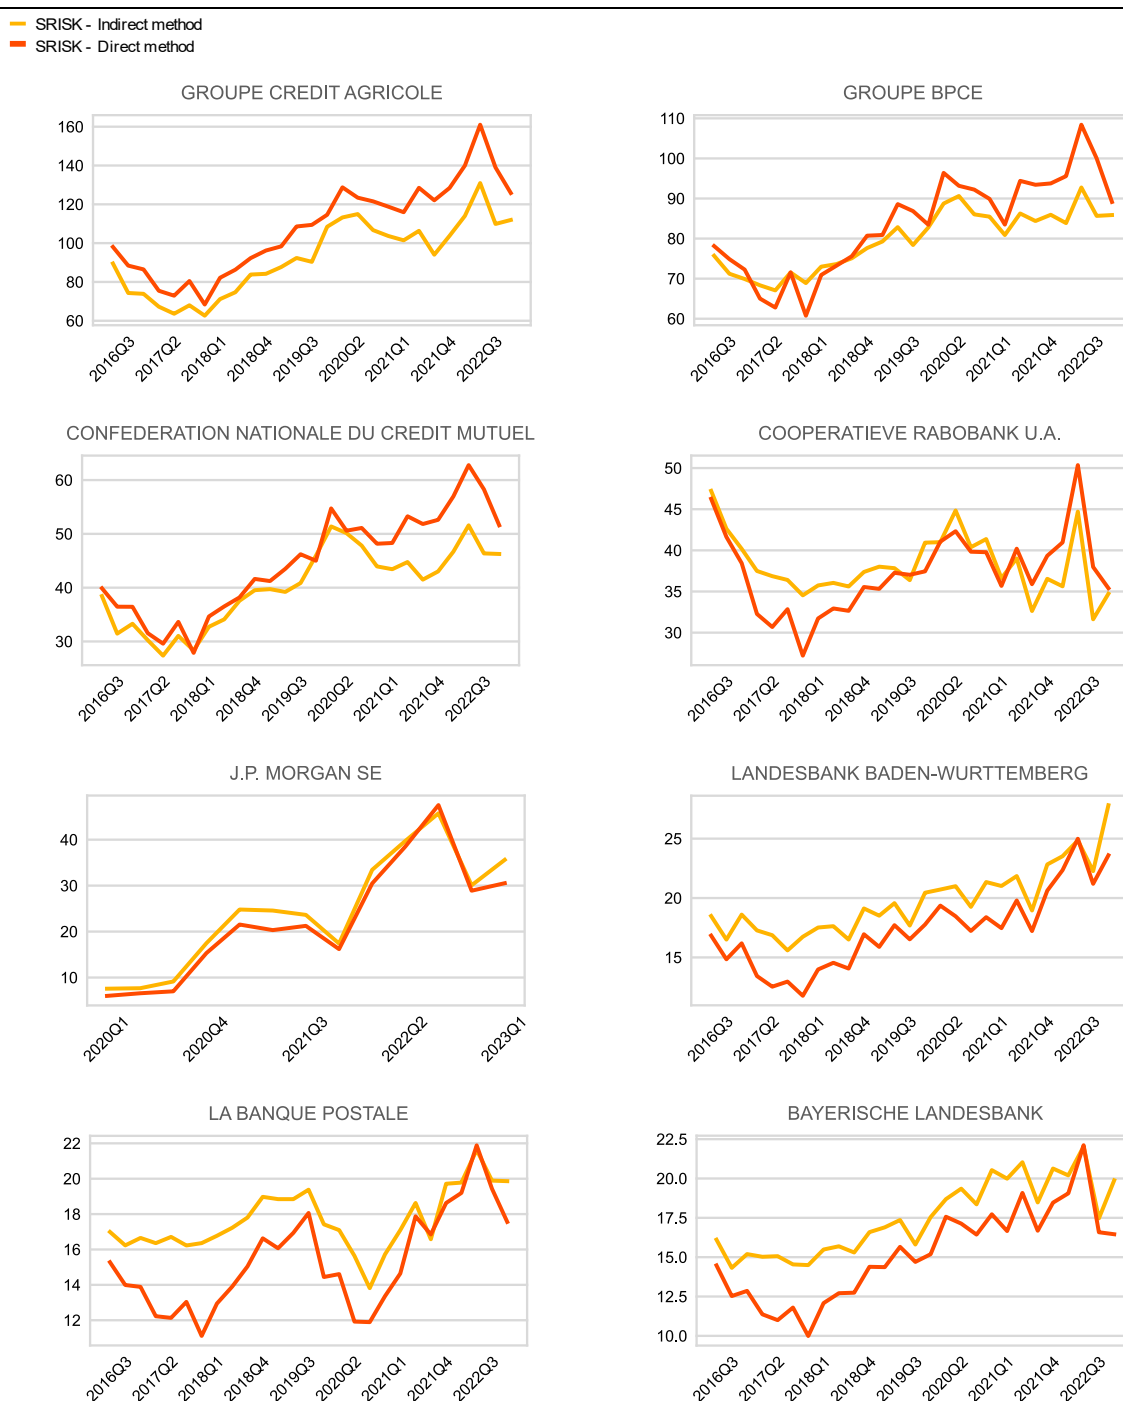 SRISK - Indirect method
SRISK - Direct method
GROUPE CREDIT AGRICOLE
160
140
120
100
80
60
2016Q3 2017Q2 2018Q1 2018Q4 2019Q3 2020Q2 2021Q1 2021Q4 2022Q3
GROUPE BPCE
110
100
90
80
70
60
2016Q3 2017Q2 2018Q1 2018Q4 2019Q3 2020Q2 2021Q1 2021Q4 2022Q3
CONFEDERATION NATIONALE DU CREDIT MUTUEL
60
50
40
30
2016Q3 2017Q2 2018Q1 2018Q4 2019Q3 2020Q2 2021Q1 2021Q4 2022Q3
COOPERATIEVE RABOBANK U.A.
50
45
40
35
30
2016Q3 2017Q2 2018Q1 2018Q4 2019Q3 2020Q2 2021Q1 2021Q4 2022Q3
J.P. MORGAN SE
40
30
20
10
2020Q1 2020Q4 2021Q3 2022Q2 2023Q1
LANDESBANK BADEN-WURTTEMBERG
25
20
15
2016Q3 2017Q2 2018Q1 2018Q4 2019Q3 2020Q2 2021Q1 2021Q4 2022Q3
LA BANQUE POSTALE
22
20
18
16
14
12
2016Q3 2017Q2 2018Q1 2018Q4 2019Q3 2020Q2 2021Q1 2021Q4 2022Q3
BAYERISCHE LANDESBANK
22.5
20.0
17.5
15.0
12.5
10.0
2016Q3 2017Q2 2018Q1 2018Q4 2019Q3 2020Q2 2021Q1 2021Q4 2022Q3